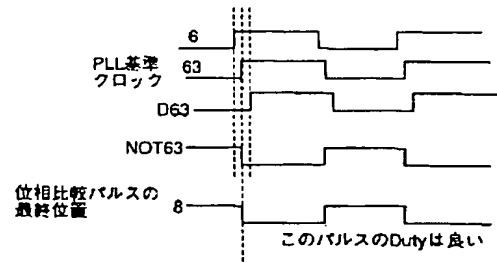 6
PLL基準
クロック
63
D63
NOT63
位相比較パルスの
最終位置
8
このパルスのDutyは良い